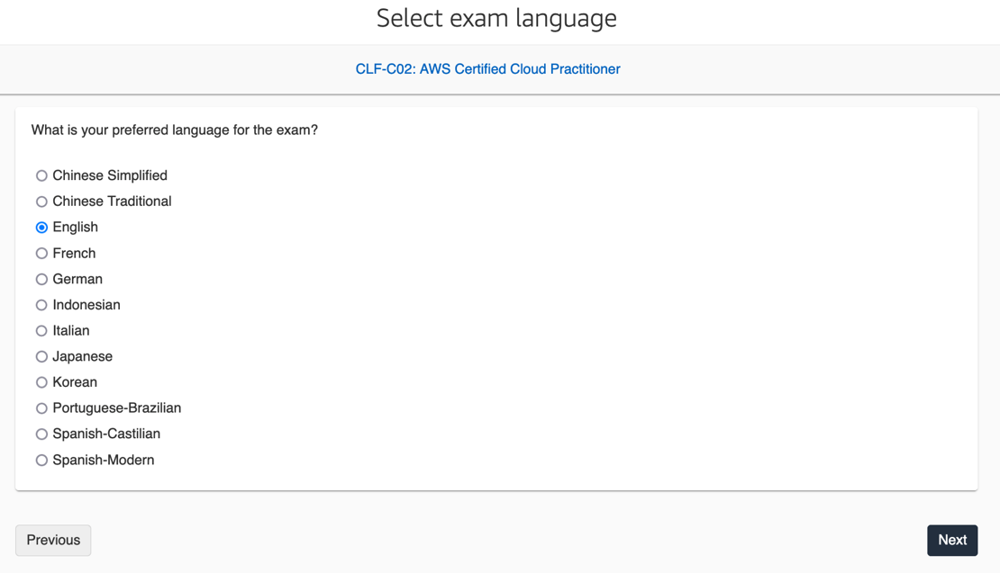 Select exam language
CLF-C02: AWS Certified Cloud Practitioner
What is your preferred language for the exam?
Chinese Simplified
Chinese Traditional
English
French
German
Indonesian
Italian
Japanese
Korean
Portuguese-Brazilian
Spanish-Castilian
Spanish-Modern
Previous
Next